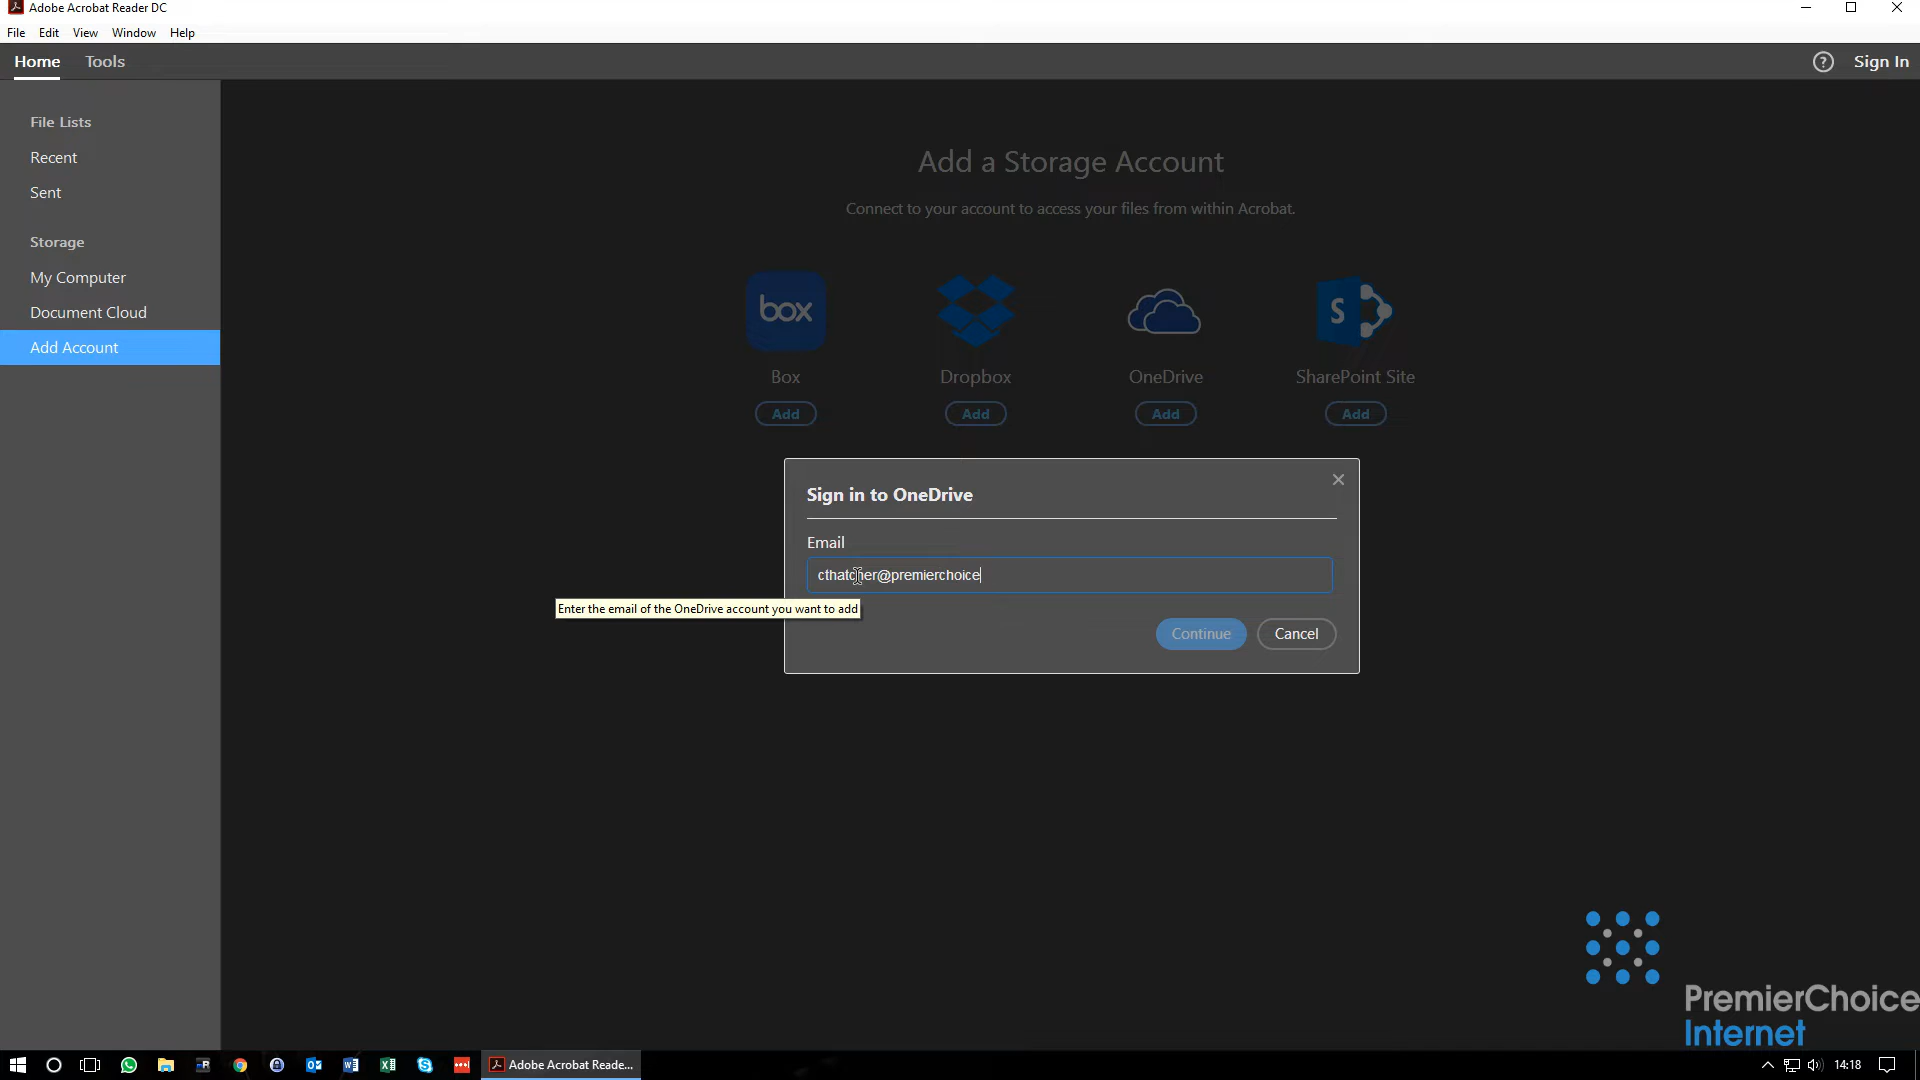 Adobe Acrobat Reader DC
File Edit View Window Help
Home Tools
? Sign In
File Lists
Recent
Sent
Storage
My Computer
Document Cloud
Add Account
Add a Storage Account
Connect to your account to access your files from within Acrobat.
box
S
Box Dropbox OneDrive SharePoint Site
Add Add Add Add
Sign in to OneDrive
Email
cthatcher@premierchoice
Enter the email of the OneDrive account you want to add
Continue Cancel
PremierChoice
Internet
Adobe Acrobat Reade...
14:18